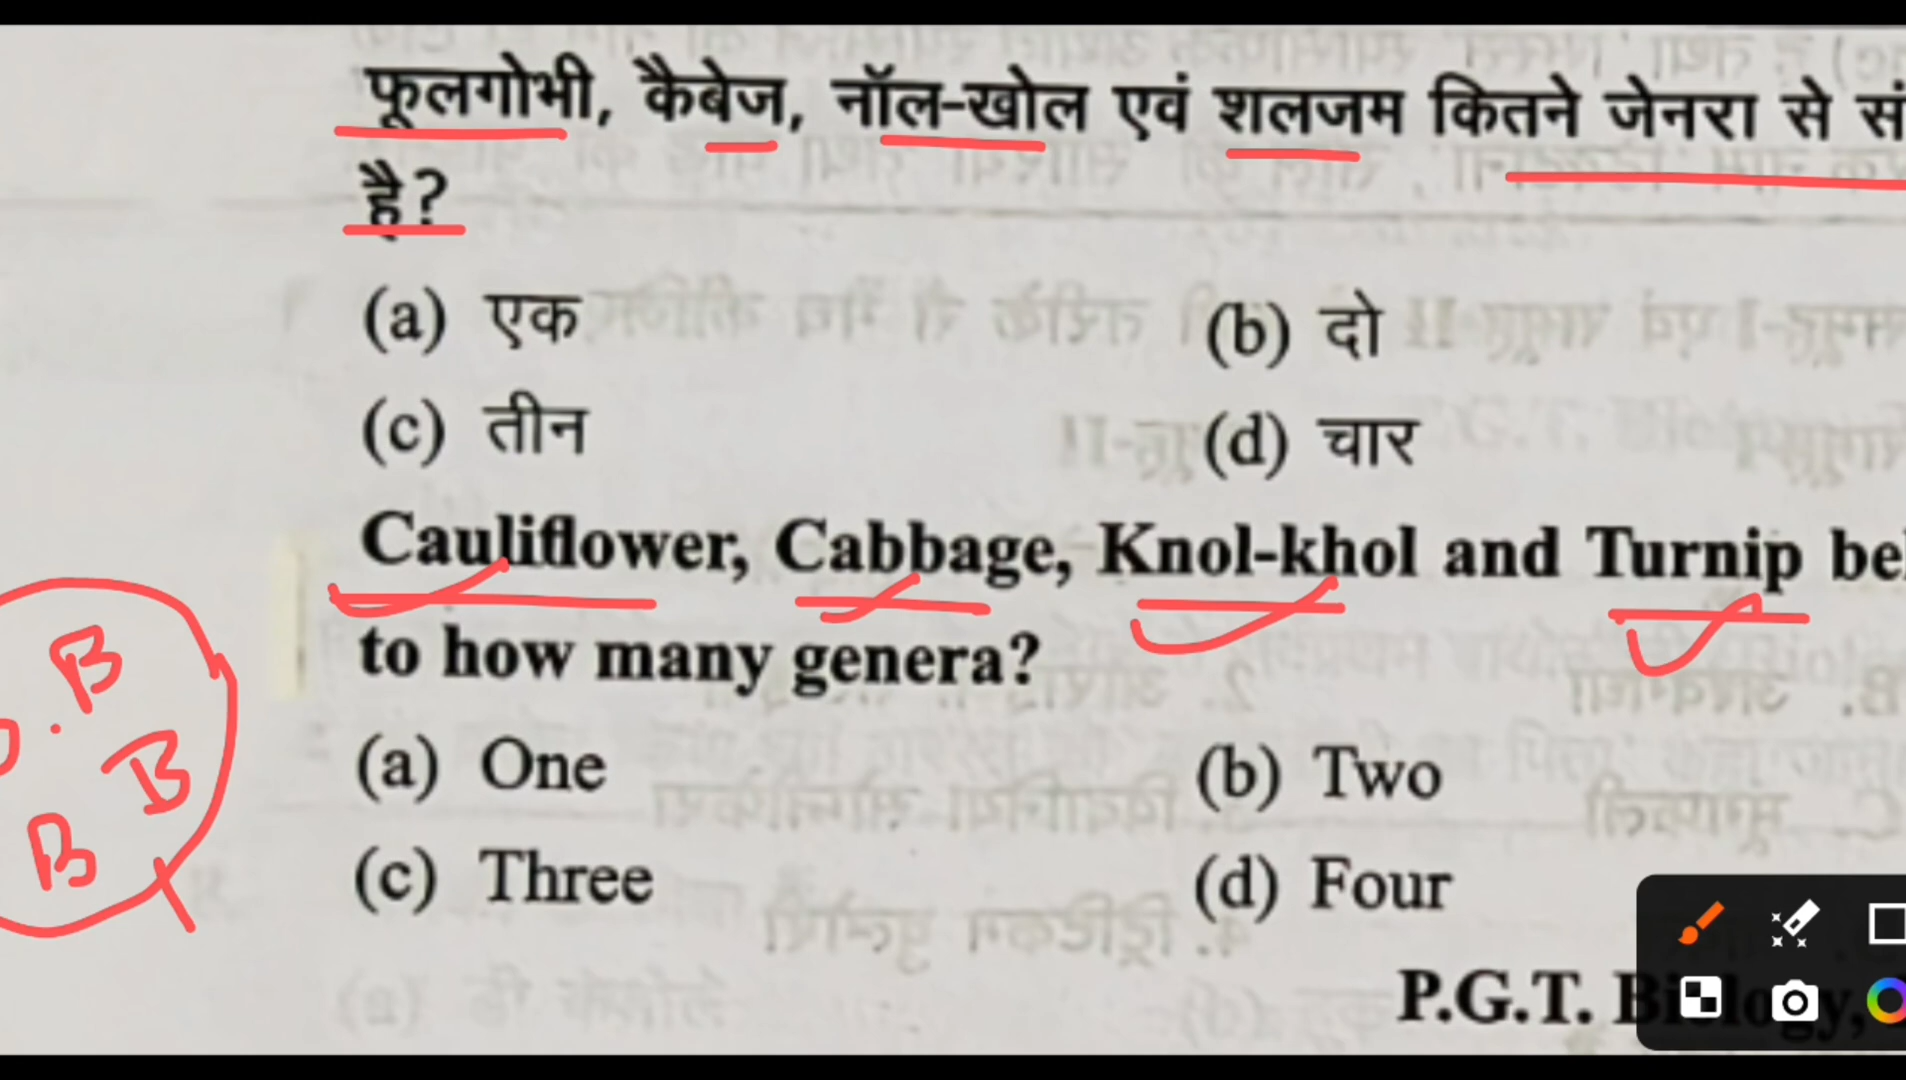 फूलगोभी, कैबेज, नॉल-खोल एवं शलजम कितने जेनरा से सं
है?
(a) एक (b) दो
(c) तीन (d) चार
Cauliflower, Cabbage, Knol-khol and Turnip be
to how many genera?
B
B
B
(a) One (b) Two
(c) Three (d) Four
P.G.T.